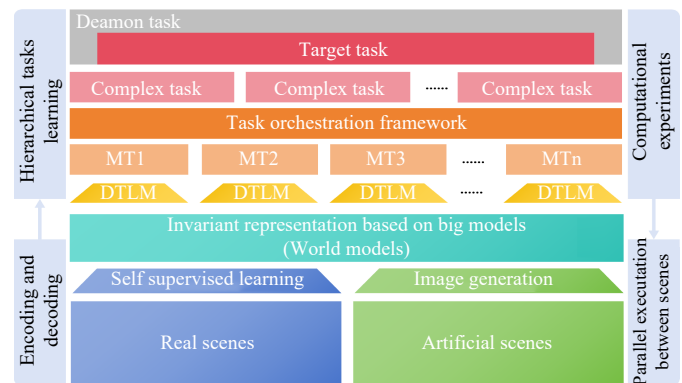 Deamon task
Target task
Complex task
Complex task
......
Complex task
Task orchestration framework
MT1
MT2
MT3
......
MTn
DTLM
DTLM
DTLM
......
DTLM
Invariant representation based on big models
(World models)
Self supervised learning
Image generation
Real scenes
Artificial scenes
Hierarchical tasks
learning
Encoding and
decoding
Computational
experiments
Parallel execution
between scenes